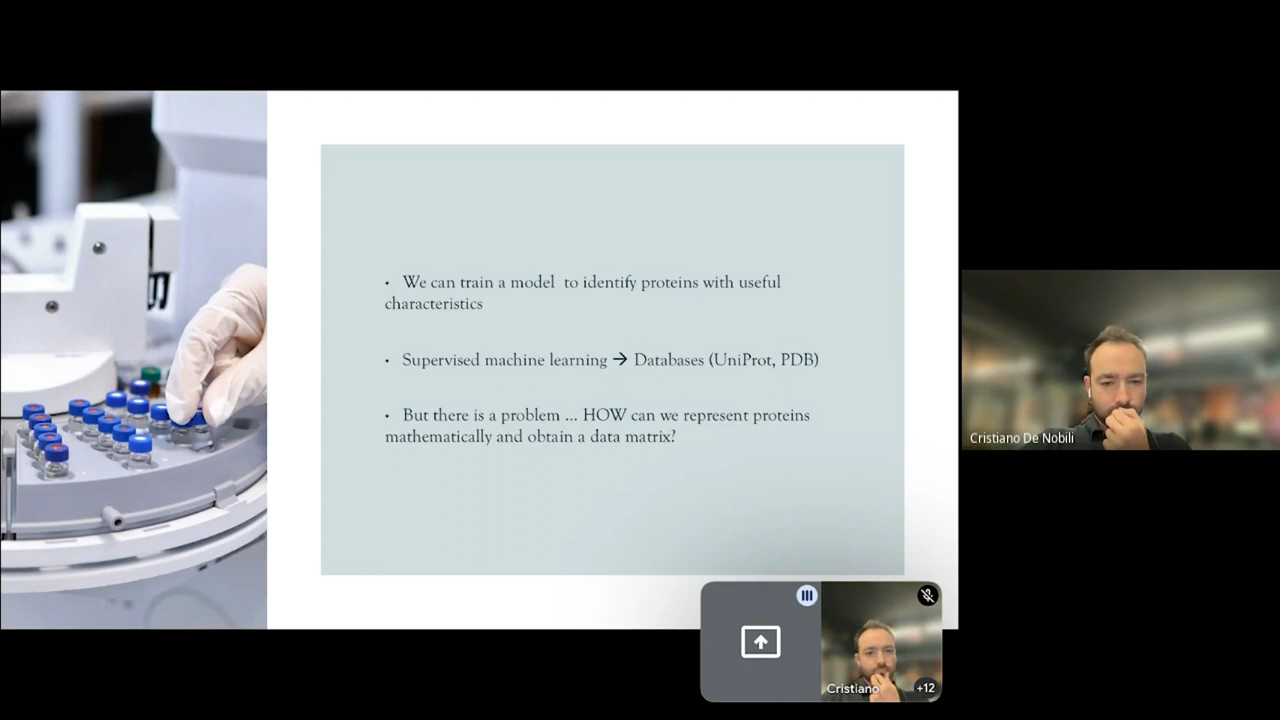 • We can train a model to identify proteins with useful
characteristics
• Supervised machine learning → Databases (UniProt, PDB)
• But there is a problem ... HOW can we represent proteins
mathematically and obtain a data matrix?
Cristiano De Nobili
Cristiano
+12